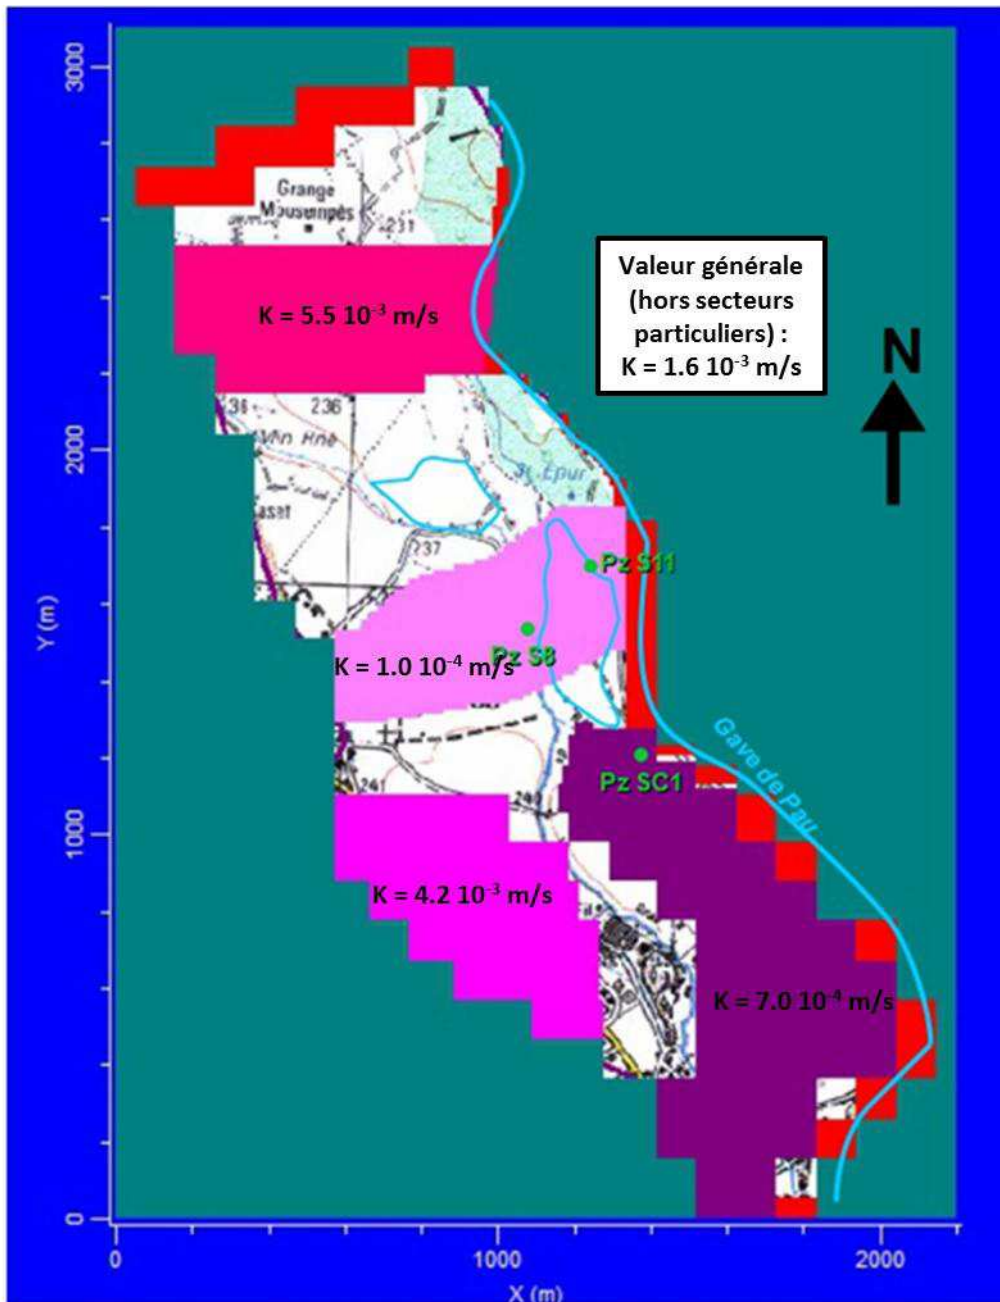 3000
Grange
Mousempès
231
Valeur générale
(hors secteurs
particuliers) :
K = 1.6 10⁻³ m/s
K = 5.5 10⁻³ m/s
N
236
2000
237
Pz S11
Y (m)
Pz S8
K = 1.0 10⁻⁴ m/s
Gave de Pau
241
Pz SC1
240
1000
K = 4.2 10⁻³ m/s
K = 7.0 10⁻⁴ m/s
0
0
1000
2000
X (m)